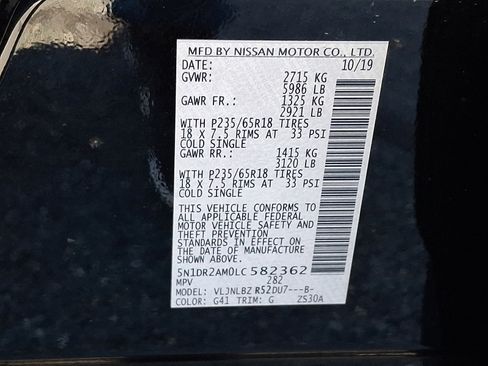 MFD BY NISSAN MOTOR CO., LTD.
DATE: 10/19
GVWR: 2715 KG
5986 LB
GAWR FR.: 1325 KG
2921 LB
WITH P235/65R18 TIRES
18 X 7.5 RIMS AT 33 PSI
COLD SINGLE
GAWR RR.: 1415 KG
3120 LB
WITH P235/65R18 TIRES
18 X 7.5 RIMS AT 33 PSI
COLD SINGLE
THIS VEHICLE CONFORMS TO
ALL APPLICABLE FEDERAL
MOTOR VEHICLE SAFETY AND
THEFT PREVENTION
STANDARDS IN EFFECT ON
THE DATE OF MANUFACTURE
SHOWN ABOVE
5N1DR2AM0LC 582362
MPV 282
MODEL: VLJNLBZ R52DU7---B-
COLOR: G41 TRIM: G ZS30A